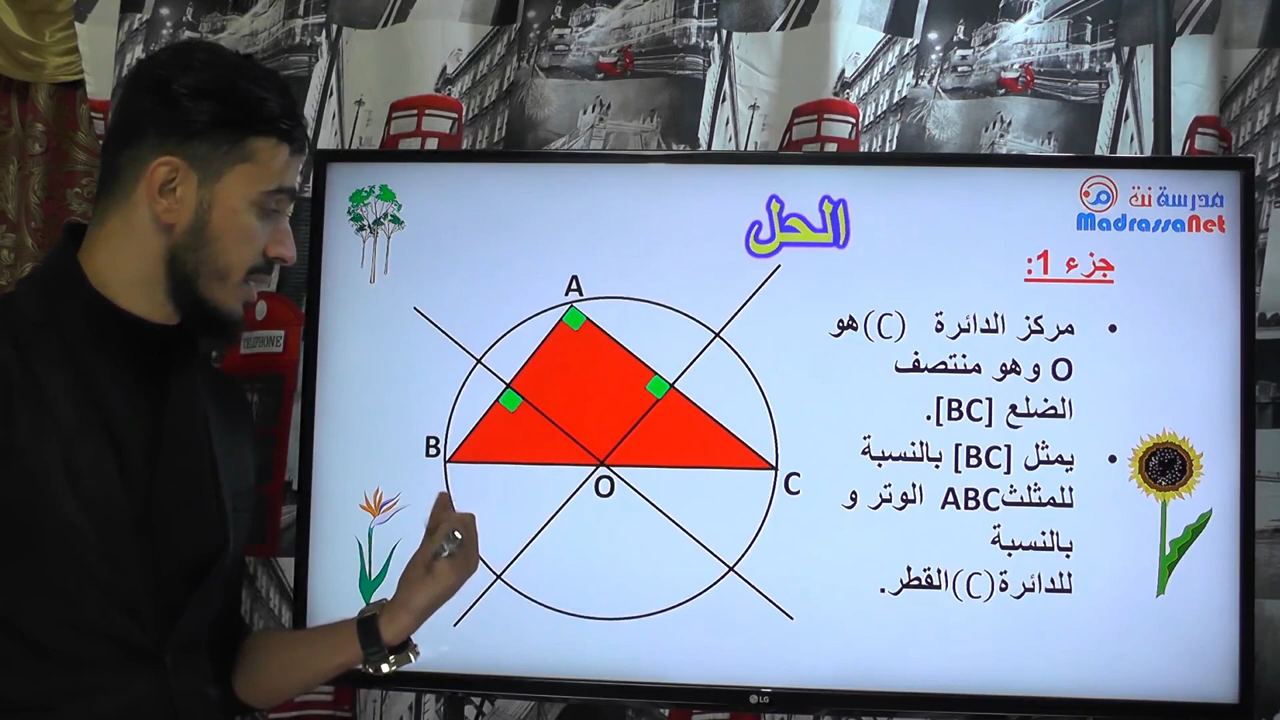 مدرسة نة
MadrassaNet
الحل
جزء 1:
• مركز الدائرة (C) هو
O وهو منتصف
الضلع [BC].
• يمثل [BC] بالنسبة
للمثلث ABC الوتر و
بالنسبة
للدائرة (C) القطر.
A
B
O
C
TELEPHONE
LG